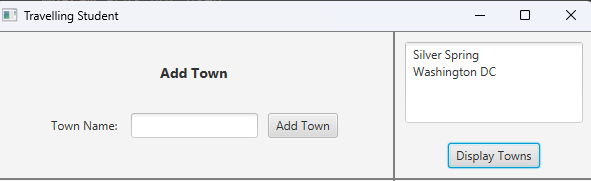 Travelling Student
Add Town
Town Name:
Add Town
Silver Spring
Washington DC
Display Towns